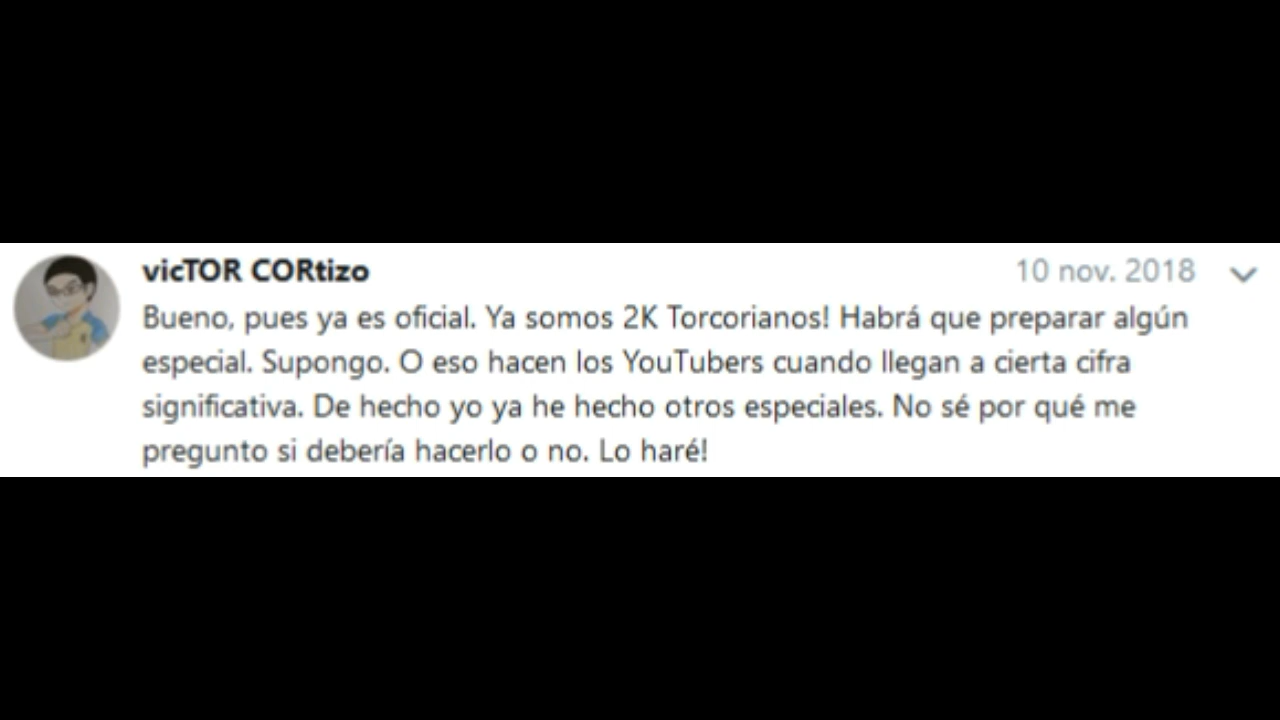 vicTOR CORtizo 10 nov. 2018
Bueno, pues ya es oficial. Ya somos 2K Torcorianos! Habrá que preparar algún
especial. Supongo. O eso hacen los YouTubers cuando llegan a cierta cifra
significativa. De hecho yo ya he hecho otros especiales. No sé por qué me
pregunto si debería hacerlo o no. Lo haré!